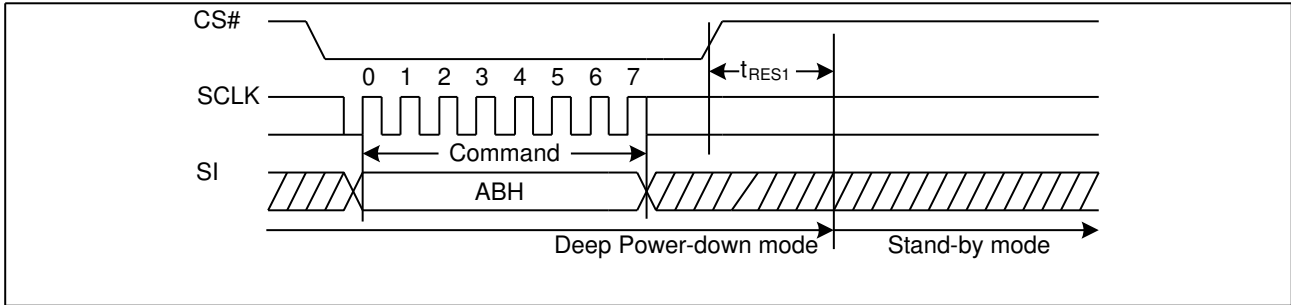 CS#
tRES1
0 1 2 3 4 5 6 7
SCLK
Command
SI
ABH
Deep Power-down mode Stand-by mode